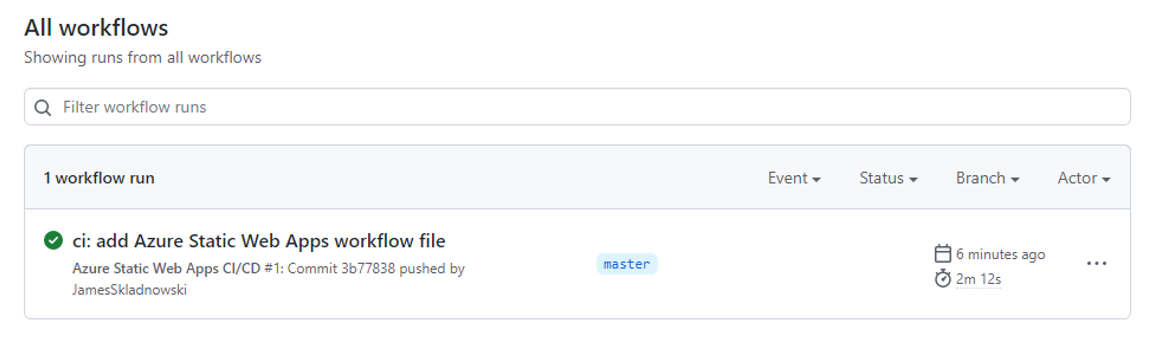 All workflows
Showing runs from all workflows
Filter workflow runs
1 workflow run
Event
Status
Branch
Actor
ci: add Azure Static Web Apps workflow file
Azure Static Web Apps CI/CD #1: Commit 3b77838 pushed by
JamesSkladnowski
master
6 minutes ago
2m 12s